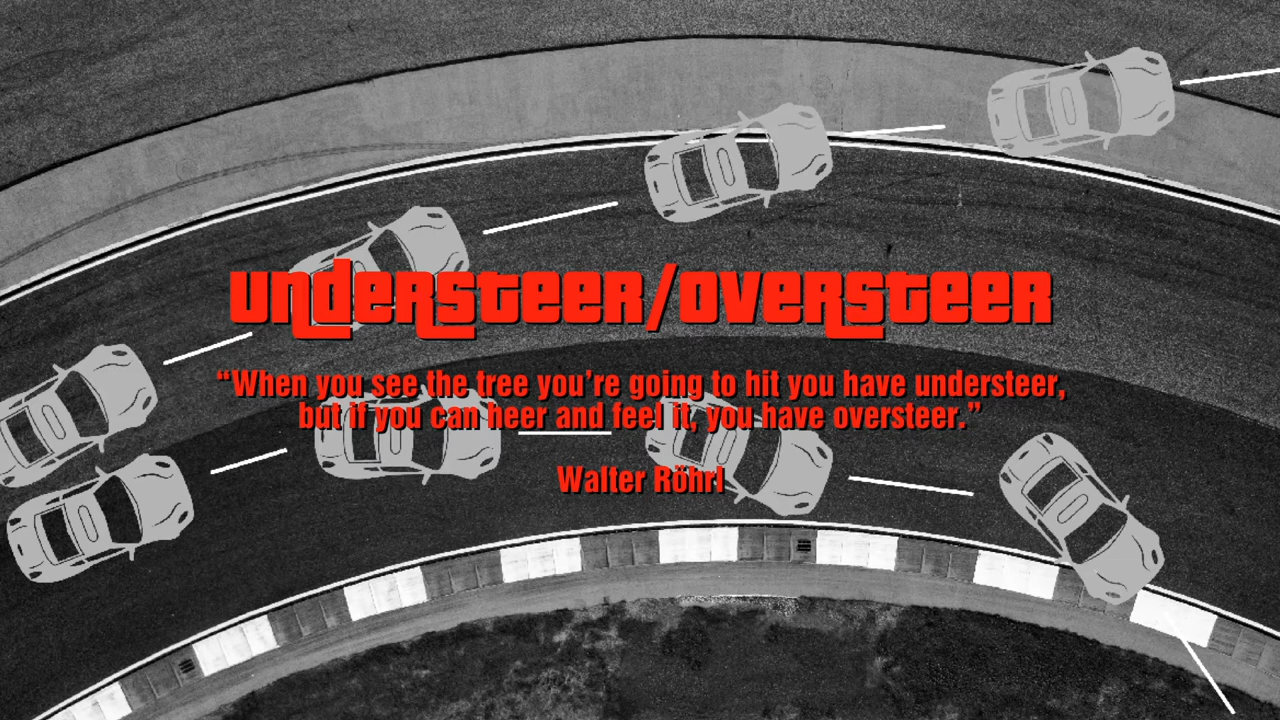 understeer/oversteer
“When you see the tree you’re going to hit you have understeer,
but if you can heer and feel it, you have oversteer.”
Walter Röhrl